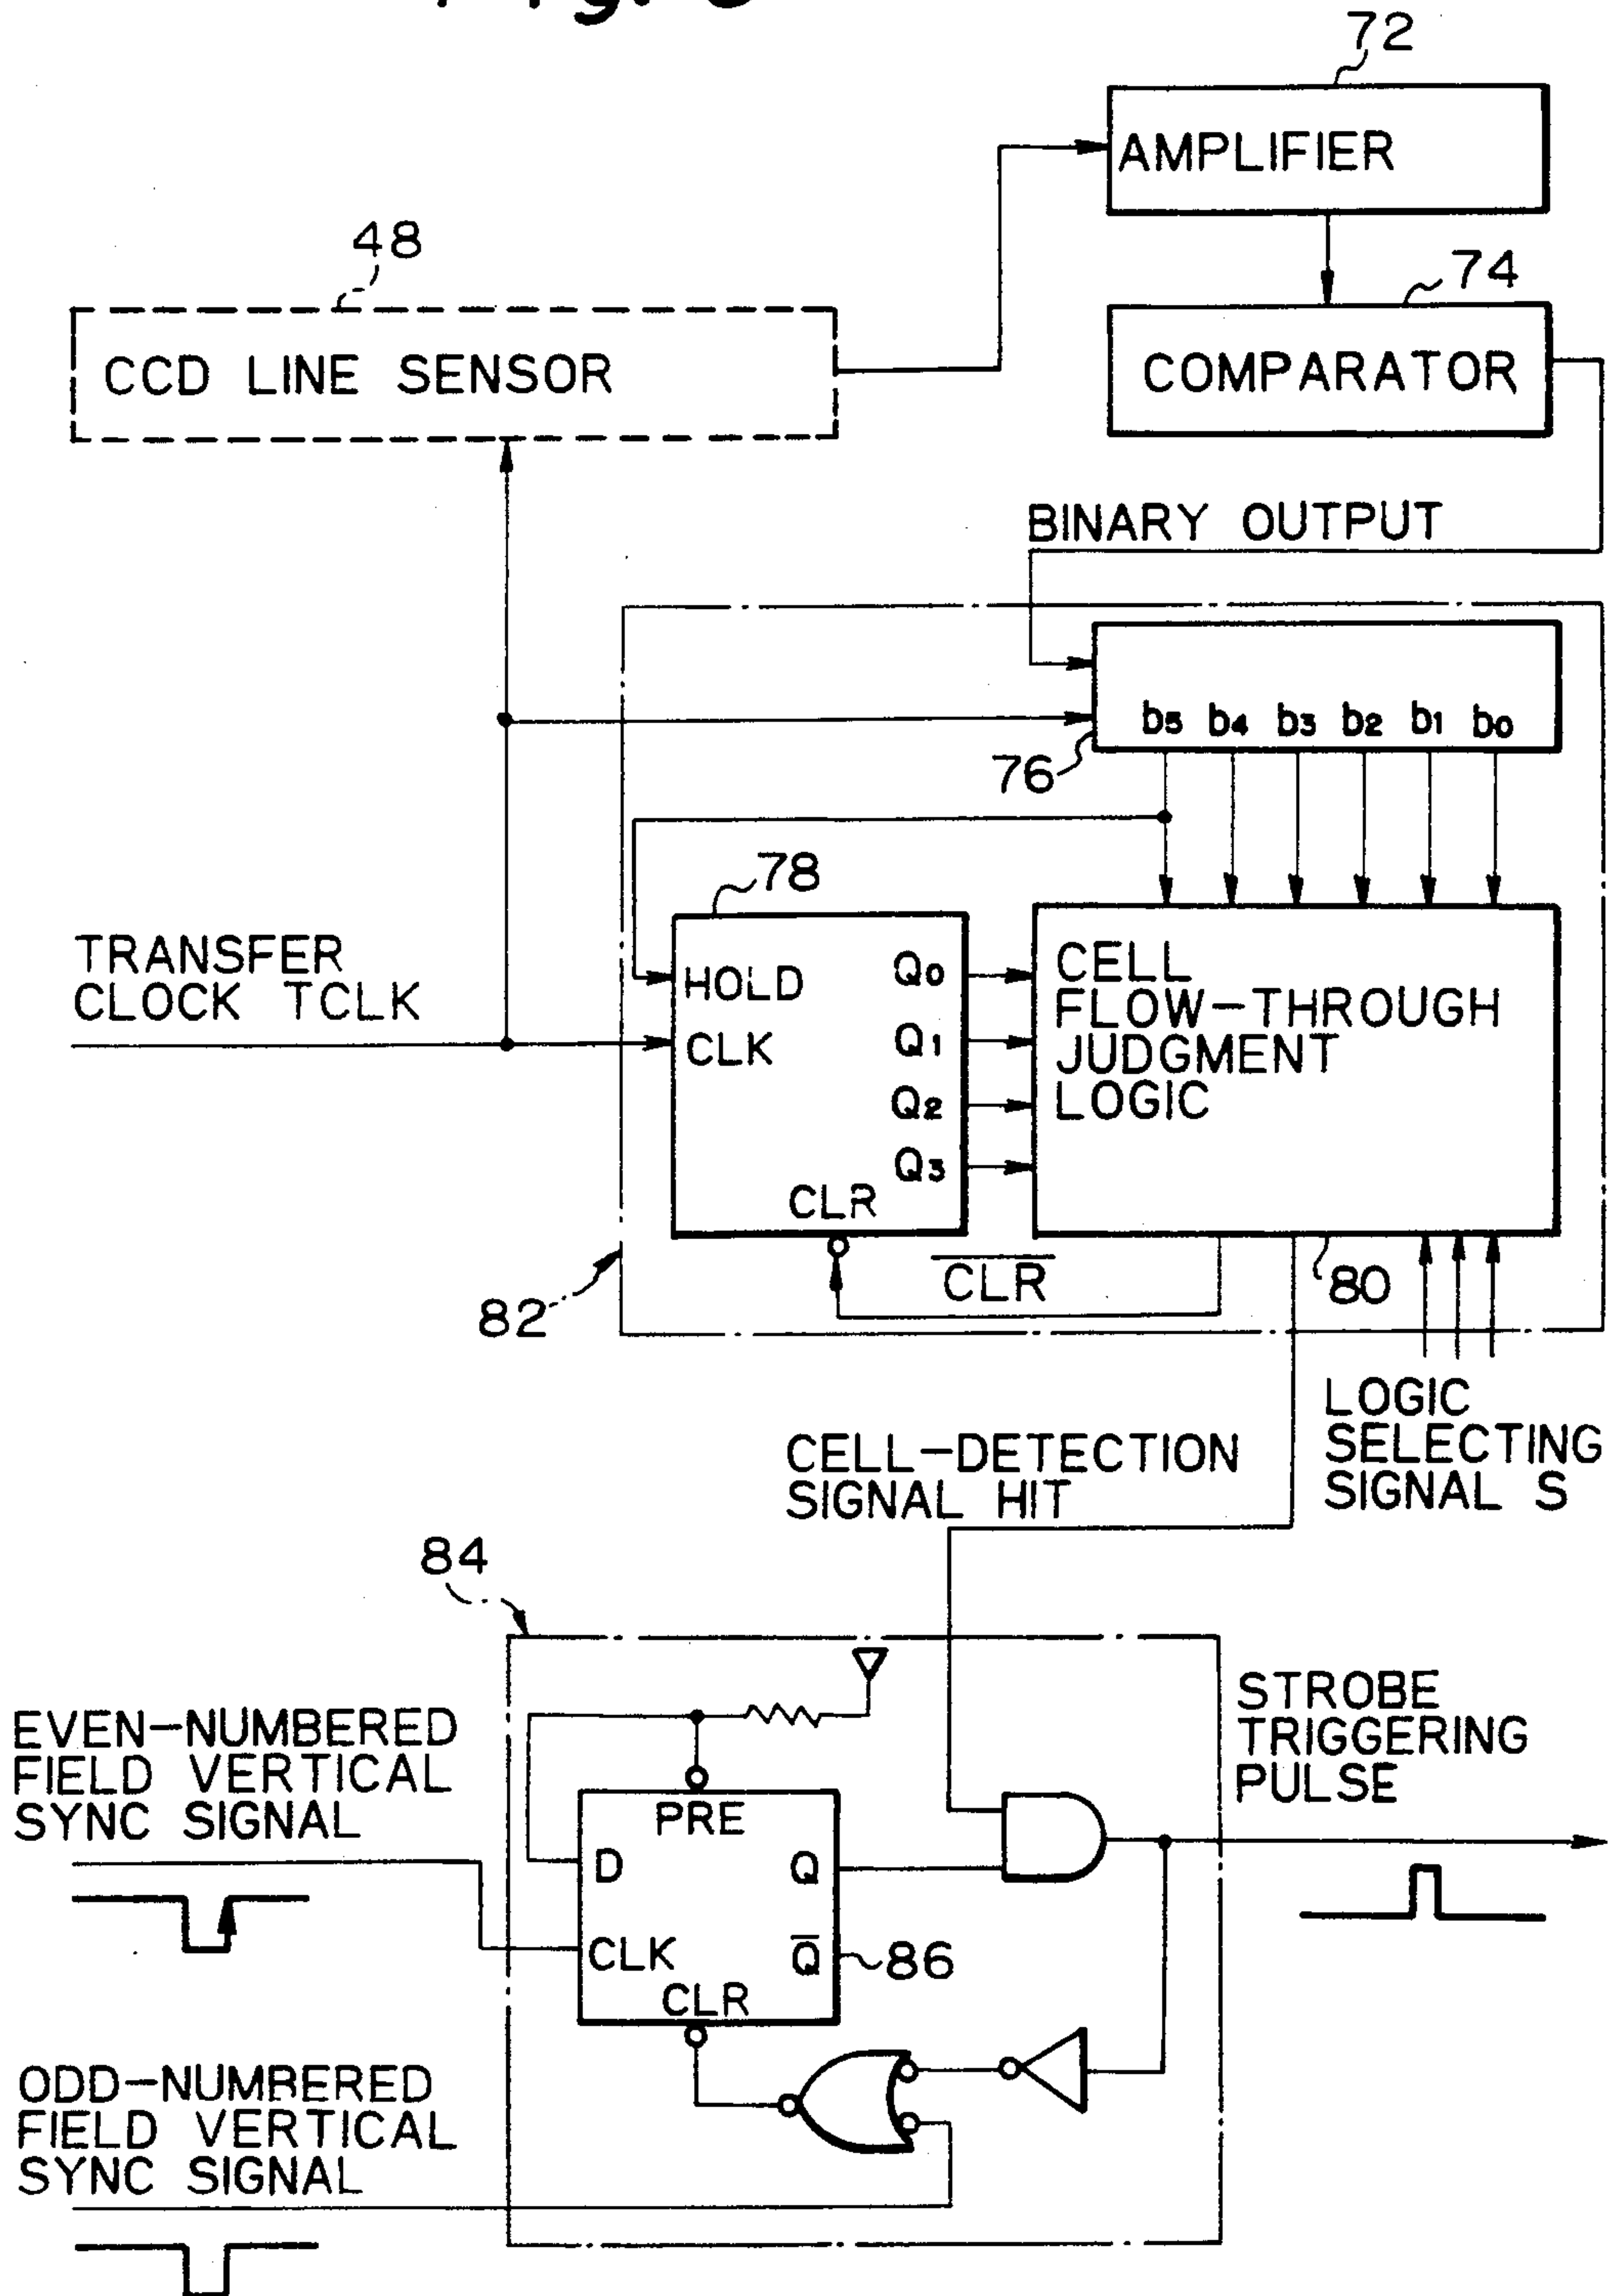 72
AMPLIFIER
48
74
CCD LINE SENSOR
COMPARATOR
BINARY OUTPUT
b5 b4 b3 b2 b1 b0
76
78
TRANSFER
CLOCK TCLK
HOLD
CLK
Q0
Q1
Q2
Q3
CLR
CELL
FLOW-THROUGH
JUDGMENT
LOGIC
CLR
80
82
LOGIC
SELECTING
SIGNAL S
CELL-DETECTION
SIGNAL HIT
84
EVEN-NUMBERED
FIELD VERTICAL
SYNC SIGNAL
PRE
D
Q
CLK
Q̅
86
CLR
STROBE
TRIGGERING
PULSE
ODD-NUMBERED
FIELD VERTICAL
SYNC SIGNAL